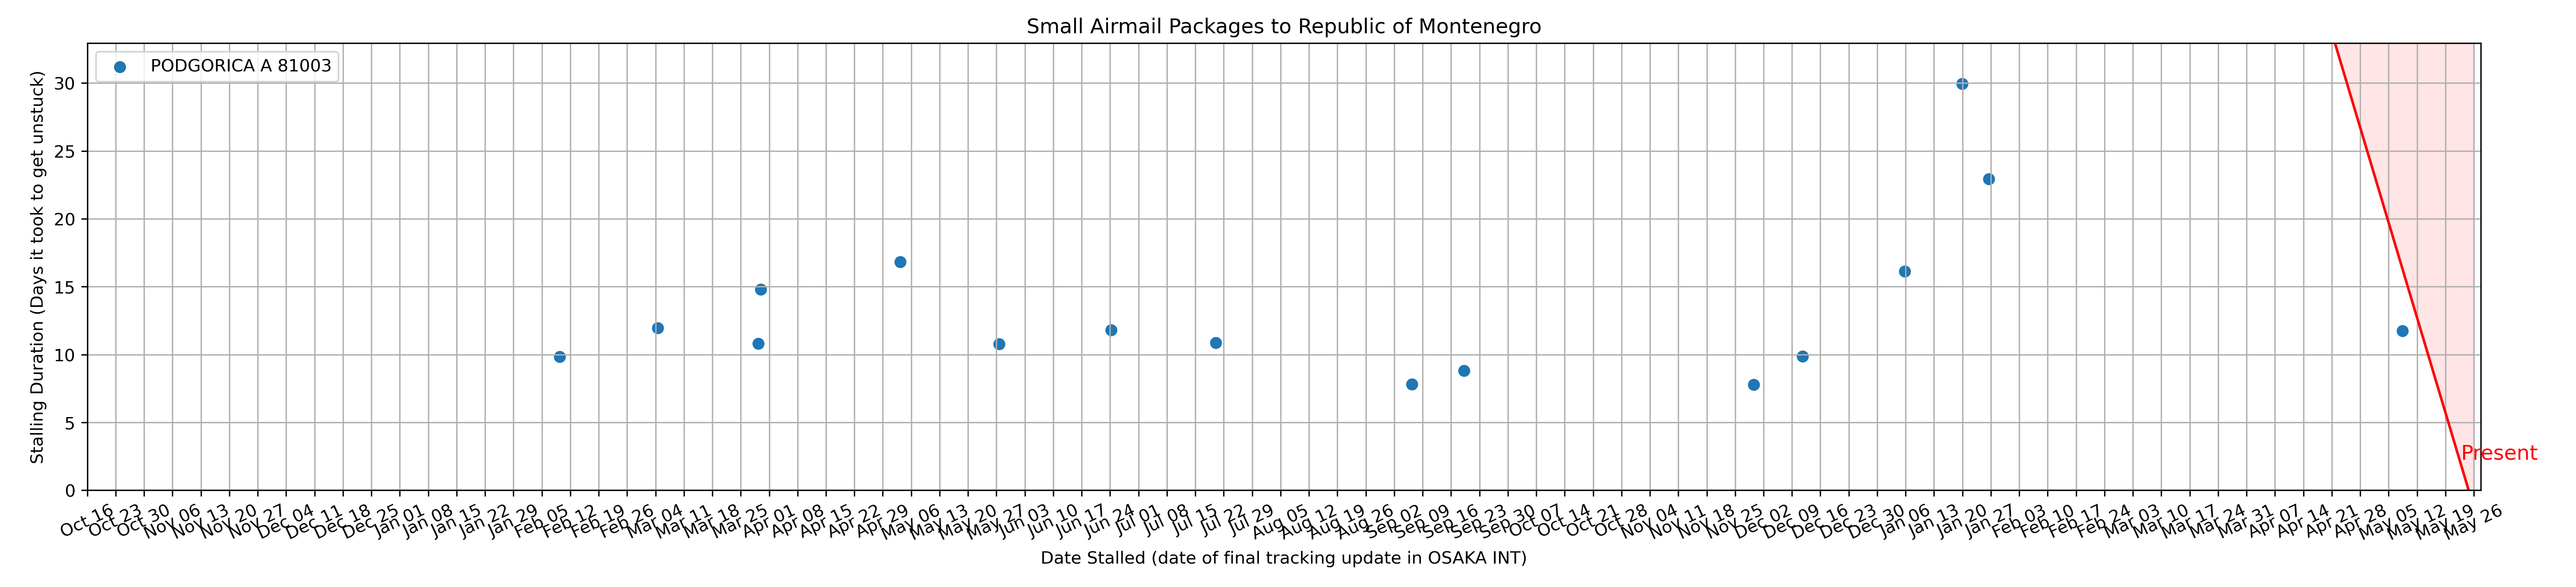 Small Airmail Packages to Republic of Montenegro
PODGORICA A 81003
Stalling Duration (Days it took to get unstuck)
30
25
20
15
10
5
0
Present
Oct 16
Oct 23
Oct 30
Nov 06
Nov 13
Nov 20
Nov 27
Dec 04
Dec 11
Dec 18
Dec 25
Jan 01
Jan 08
Jan 15
Jan 22
Jan 29
Feb 05
Feb 12
Feb 19
Feb 26
Mar 04
Mar 11
Mar 18
Mar 25
Apr 01
Apr 08
Apr 15
Apr 22
Apr 29
May 06
May 13
May 20
May 27
Jun 03
Jun 10
Jun 17
Jun 24
Jul 01
Jul 08
Jul 15
Jul 22
Jul 29
Aug 05
Aug 12
Aug 19
Aug 26
Sep 02
Sep 09
Sep 16
Sep 23
Sep 30
Oct 07
Oct 14
Oct 21
Oct 28
Nov 04
Nov 11
Nov 18
Nov 25
Dec 02
Dec 09
Dec 16
Dec 23
Dec 30
Jan 06
Jan 13
Jan 20
Jan 27
Feb 03
Feb 10
Feb 17
Feb 24
Mar 03
Mar 10
Mar 17
Mar 24
Mar 31
Apr 07
Apr 14
Apr 21
Apr 28
May 05
May 12
May 19
May 26
Date Stalled (date of final tracking update in OSAKA INT)